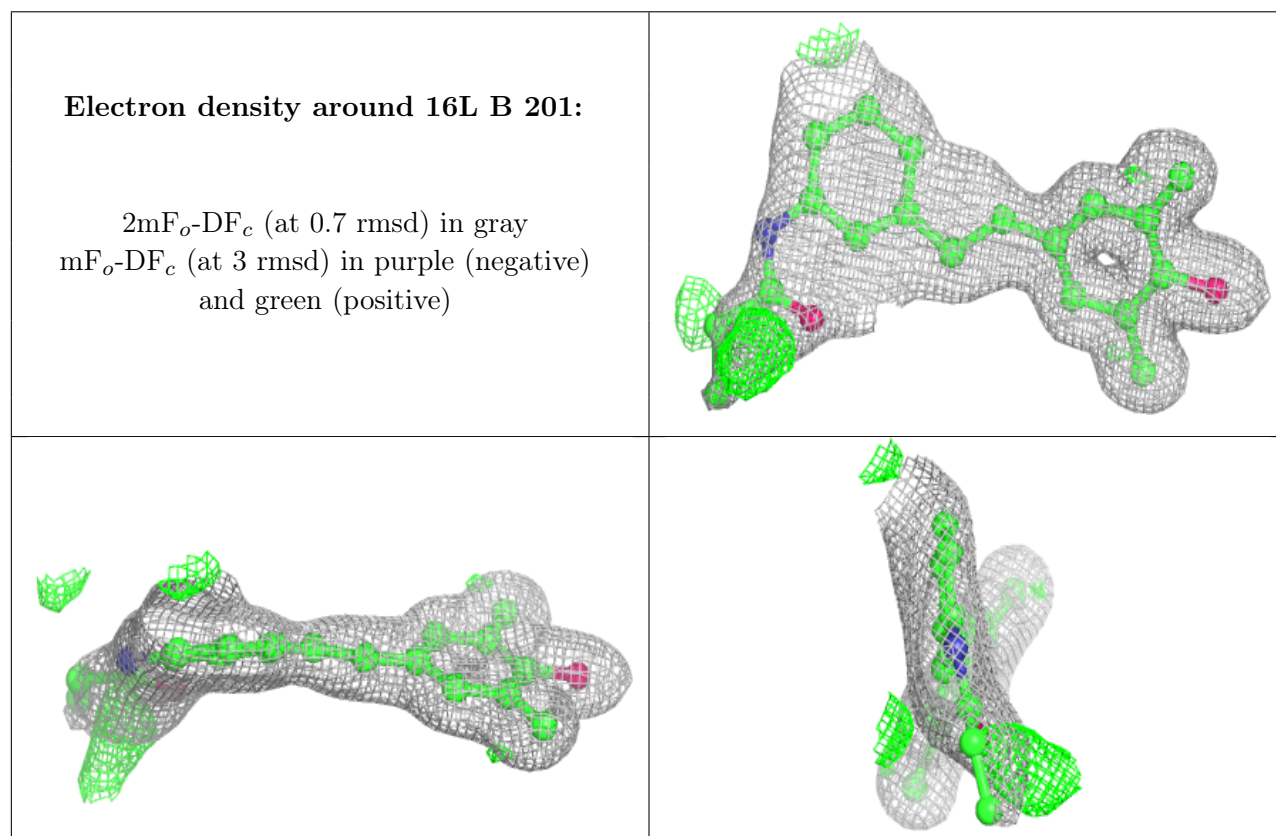 Electron density around 16L B 201:
2mFo-DFc (at 0.7 rmsd) in gray
mFo-DFc (at 3 rmsd) in purple (negative)
and green (positive)